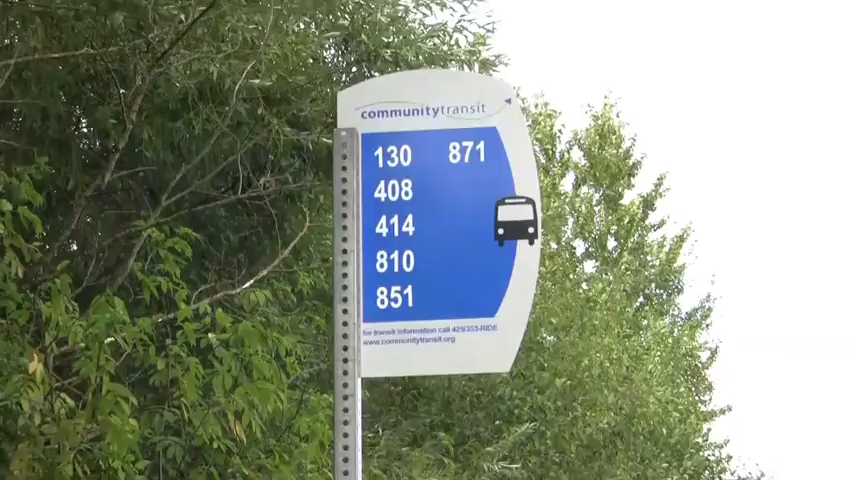 communitytransit
130 871
408
414
810
851
for transit information call 425/353-RIDE
www.communitytransit.org